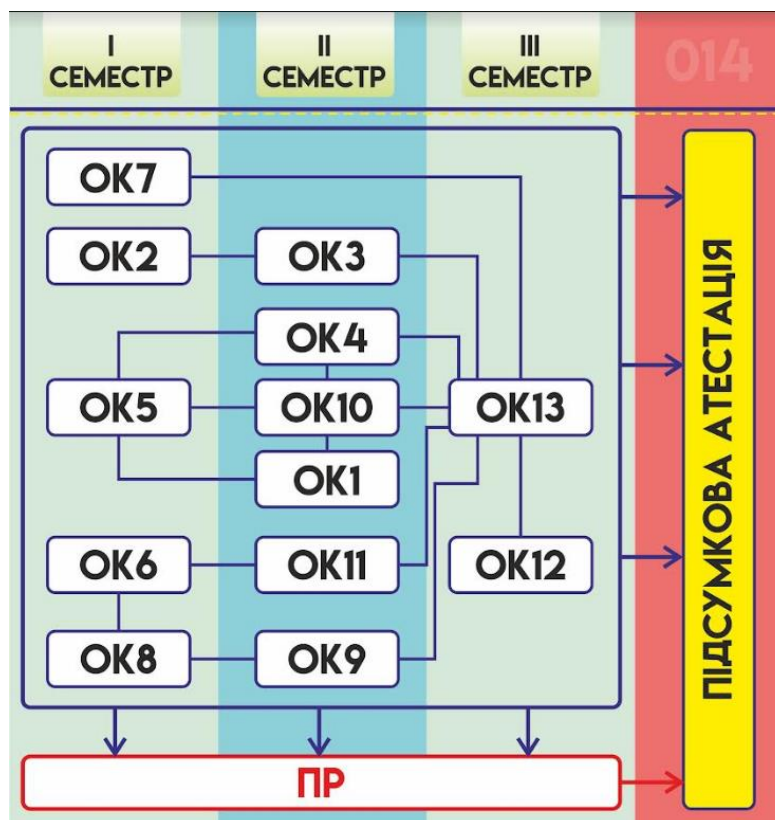 I
СЕМЕСТР
II
СЕМЕСТР
III
СЕМЕСТР
014
ОК7
ОК2
ОК3
ОК4
ОК5
ОК10
ОК13
ОК1
ОК6
ОК11
ОК12
ОК8
ОК9
ПР
ПІДСУМКОВА АТЕСТАЦІЯ